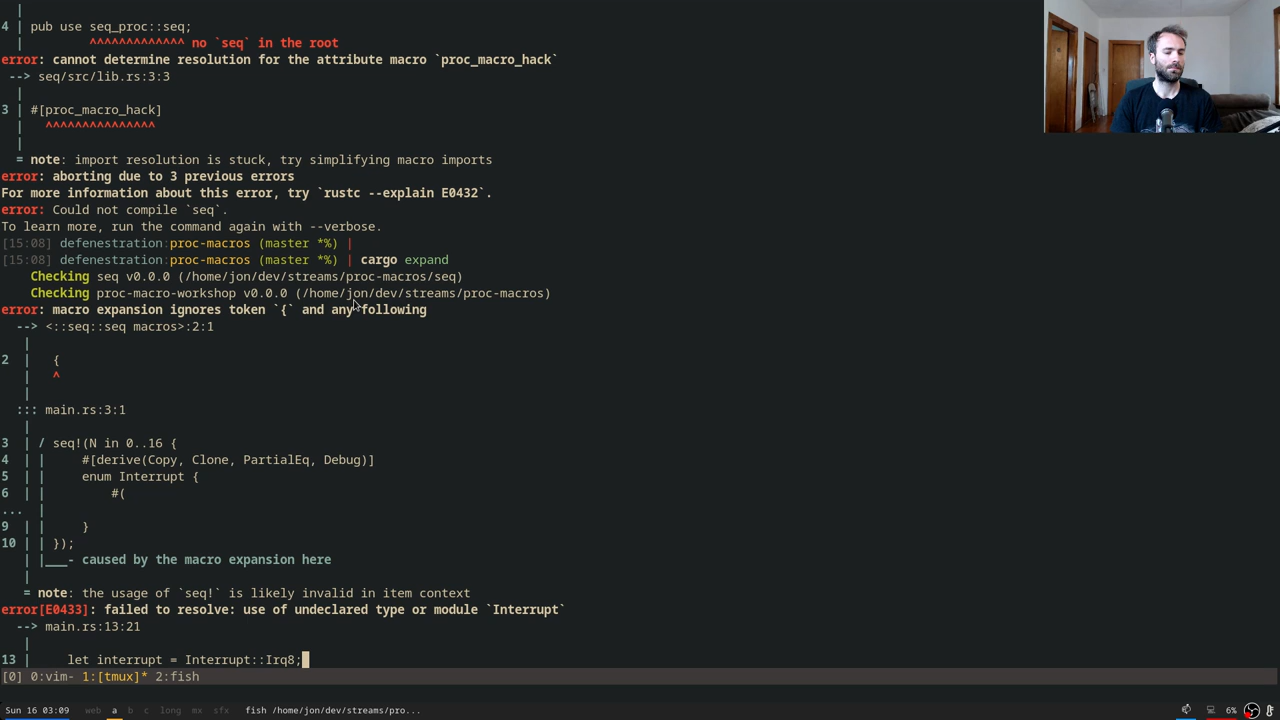 |
4 | pub use seq_proc::seq;
  |         ^^^^^^^^^^^^^ no `seq` in the root
error: cannot determine resolution for the attribute macro `proc_macro_hack`
 --> seq/src/lib.rs:3:3
  |
3 | #[proc_macro_hack]
  |   ^^^^^^^^^^^^^^^
  |
  = note: import resolution is stuck, try simplifying macro imports
error: aborting due to 3 previous errors
For more information about this error, try `rustc --explain E0432`.
error: Could not compile `seq`.
To learn more, run the command again with --verbose.
[15:08] defenestration:proc-macros (master *%) |
[15:08] defenestration:proc-macros (master *%) | cargo expand
    Checking seq v0.0.0 (/home/jon/dev/streams/proc-macros/seq)
    Checking proc-macro-workshop v0.0.0 (/home/jon/dev/streams/proc-macros)
error: macro expansion ignores token `{` and any following
  --> <::seq::seq macros>:2:1
   |
2  |   {
   |   ^
   |
  ::: main.rs:3:1
   |
3  | / seq!(N in 0..16 {
4  | |     #[derive(Copy, Clone, PartialEq, Debug)]
5  | |     enum Interrupt {
6  | |         #(
...  |
9  | |     }
10 | | });
   | |___- caused by the macro expansion here
   |
   = note: the usage of `seq!` is likely invalid in item context
error[E0433]: failed to resolve: use of undeclared type or module `Interrupt`
  --> main.rs:13:21
   |
13 |     let interrupt = Interrupt::Irq8;
[0] 0:vim- 1:[tmux]* 2:fish
Sun 16 03:09 web a b c long mx sfx fish /home/jon/dev/streams/pro... 6%